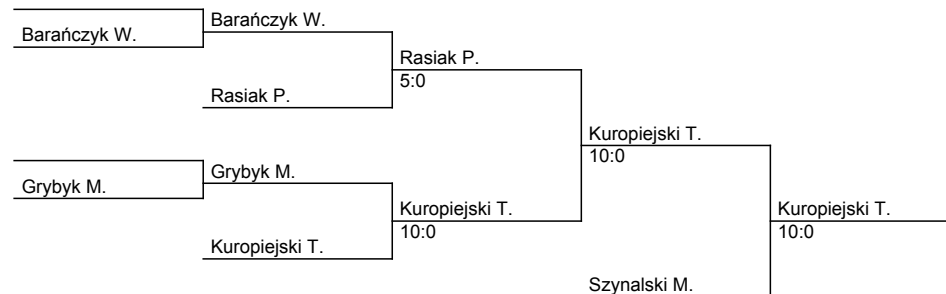 Barańczyk W.
Barańczyk W.
Rasiak P.
5:0
Rasiak P.
Kuropiejski T.
10:0
Grybyk M.
Grybyk M.
Kuropiejski T.
10:0
Kuropiejski T.
10:0
Kuropiejski T.
Szynalski M.